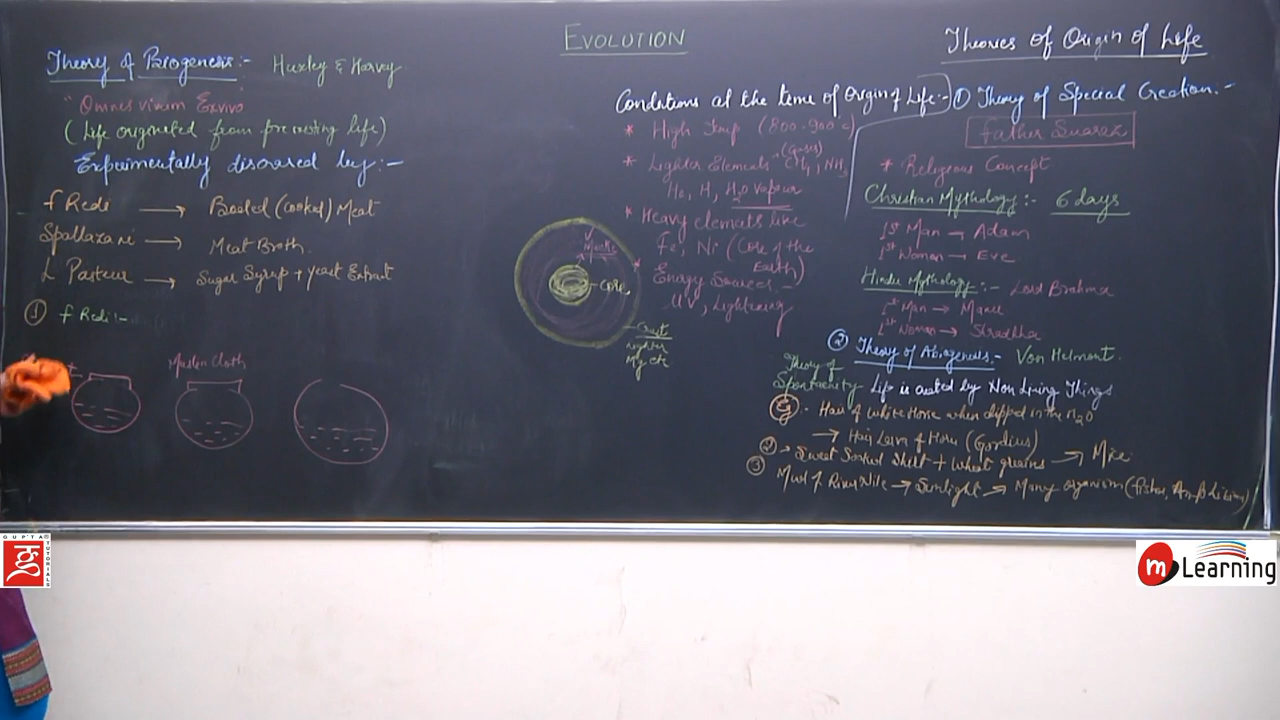 EVOLUTION
Theory of Biogenesis:- Huxley & Harvey
"Omnes vivum Exvivo
(Life originated from pre existing life)
Experimentally discovered by:-
F Redi → Boiled (Cooked) Meat
Spallazani → Meat Broth.
L Pasteur → Sugar Syrup + Yeast Extract
① F Redi:-
Muslin Cloth
Mantle
Core
Crust
Lighter
Mg etc
Conditions at the time of Origin of Life:-
* High Temp (800-900°c)
* Lighter Elements (Gases) CH4, NH3
He, H, H2O Vapour
* Heavy elements like
Fe, Ni (Core of the
Earth)
* Energy Sources:-
UV, Lightening
Theories of Origin of Life
① Theory of Special Creation:-
Father Suarez
* Religious Concept
Christian Mythology:- 6 days
1st Man → Adam
1st Woman → Eve
Hindu Mythology:- Lord Brahma
1st Man → Manu
1st Woman → Shradha
② Theory of Abiogenesis:- Von Helmont.
Theory of
Spontaneity
Life is created by Non Living Things
Hair of White Horse when dipped in the H2O
→ Hair of Horse (Gordius)
② → Sweat Soaked Shirt + Wheat grains → Mice
③ Mud of River Nile → Sunlight → Many organism (Fishes,
GUPTA TUTORIALS
m Learning